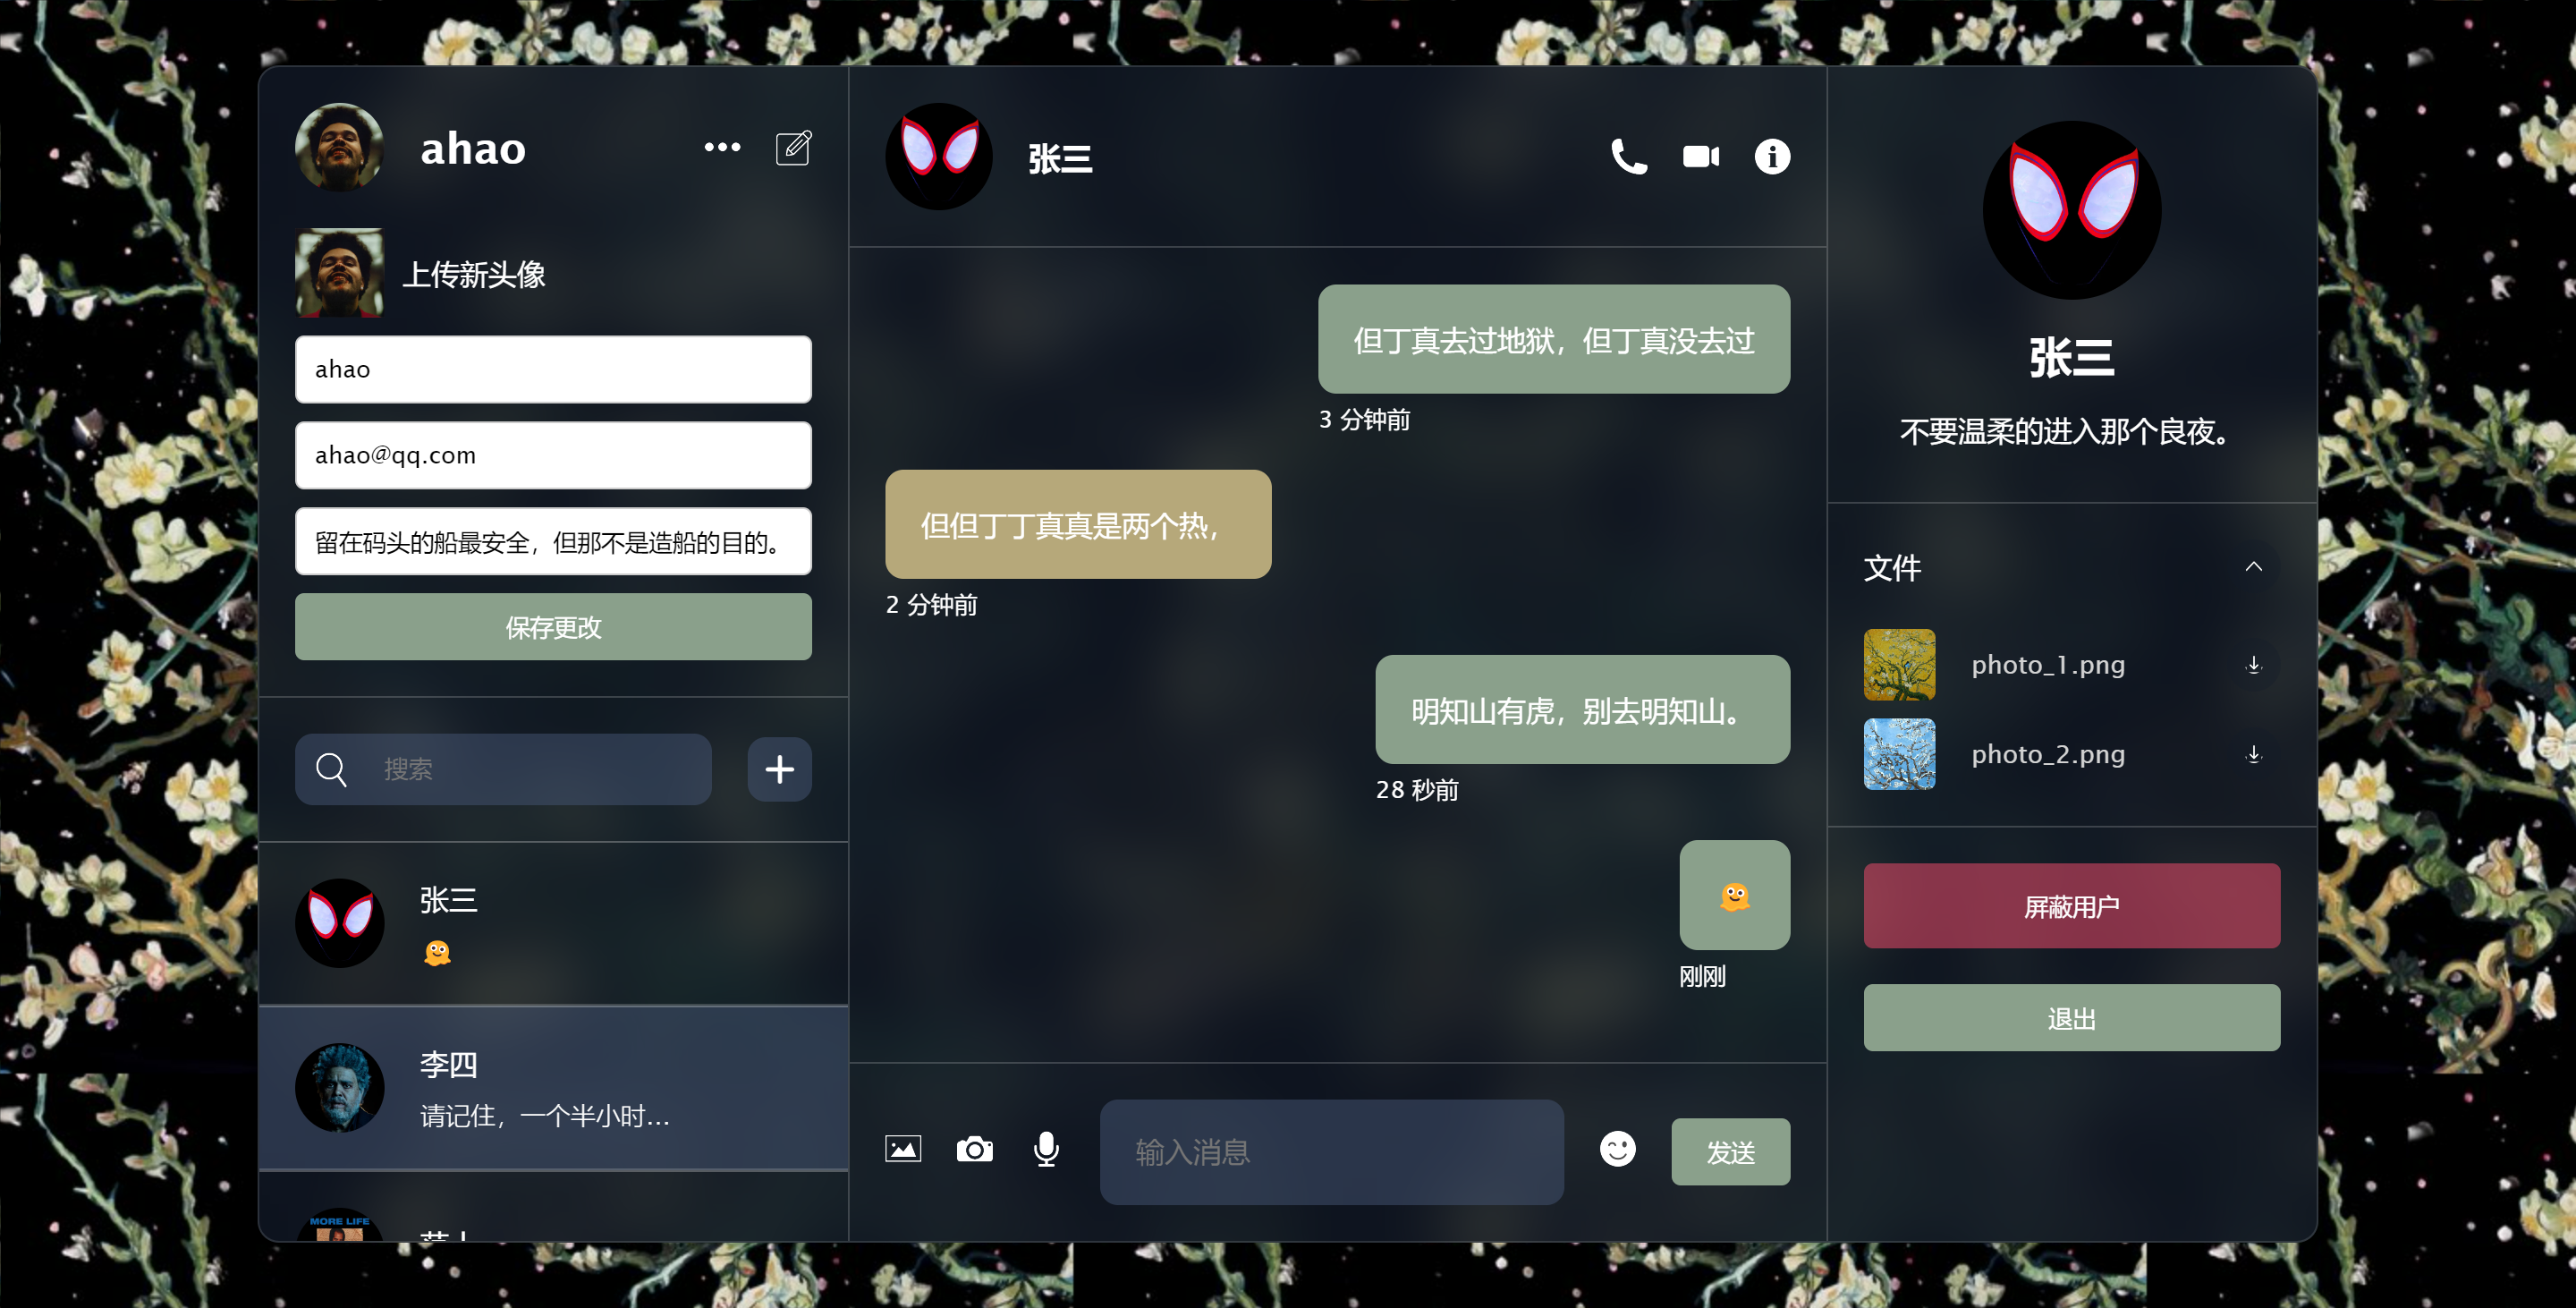 ahao
上传新头像
ahao
ahao@qq.com
留在码头的船最安全，但那不是造船的目的。
保存更改
搜索
张三
李四
请记住，一个半小时...
MORE LIFE
张三
但丁真去过地狱，但丁真没去过
3 分钟前
但但丁丁真真是两个热，
2 分钟前
明知山有虎，别去明知山。
28 秒前
刚刚
输入消息
发送
张三
不要温柔的进入那个良夜。
文件
photo_1.png
photo_2.png
屏蔽用户
退出